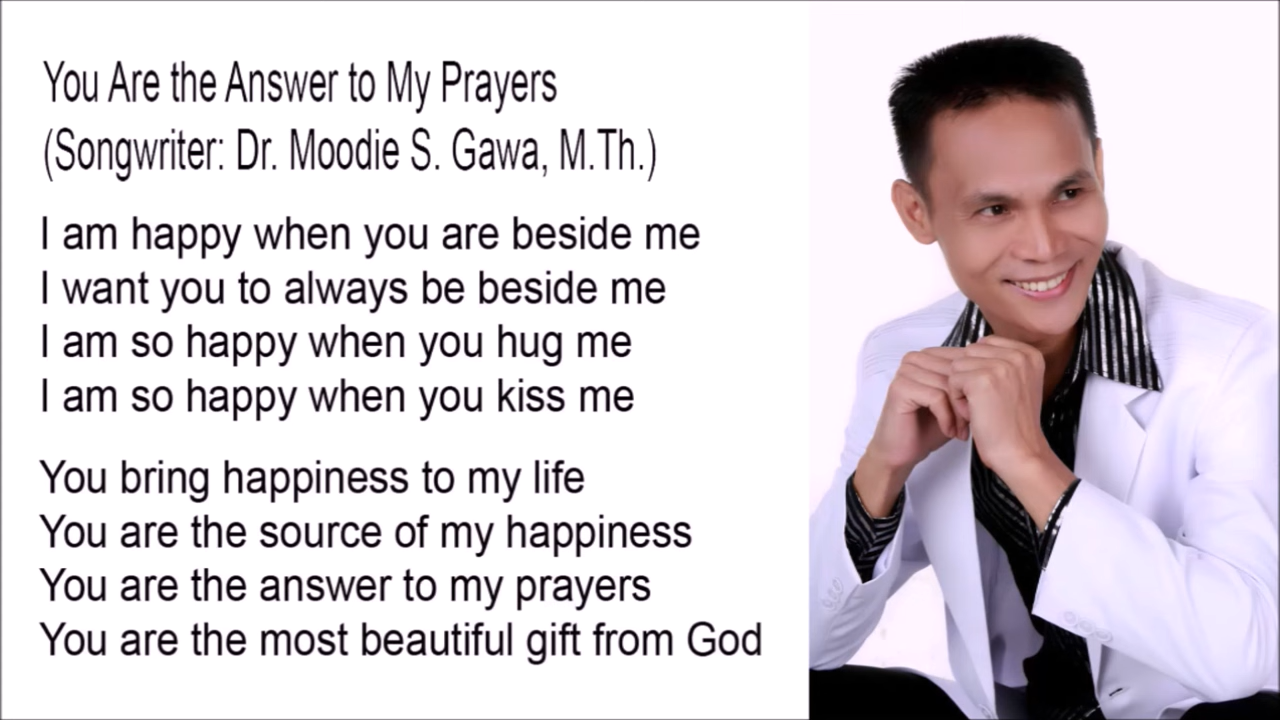 You Are the Answer to My Prayers
(Songwriter: Dr. Moodie S. Gawa, M.Th.)
I am happy when you are beside me
I want you to always be beside me
I am so happy when you hug me
I am so happy when you kiss me
You bring happiness to my life
You are the source of my happiness
You are the answer to my prayers
You are the most beautiful gift from God